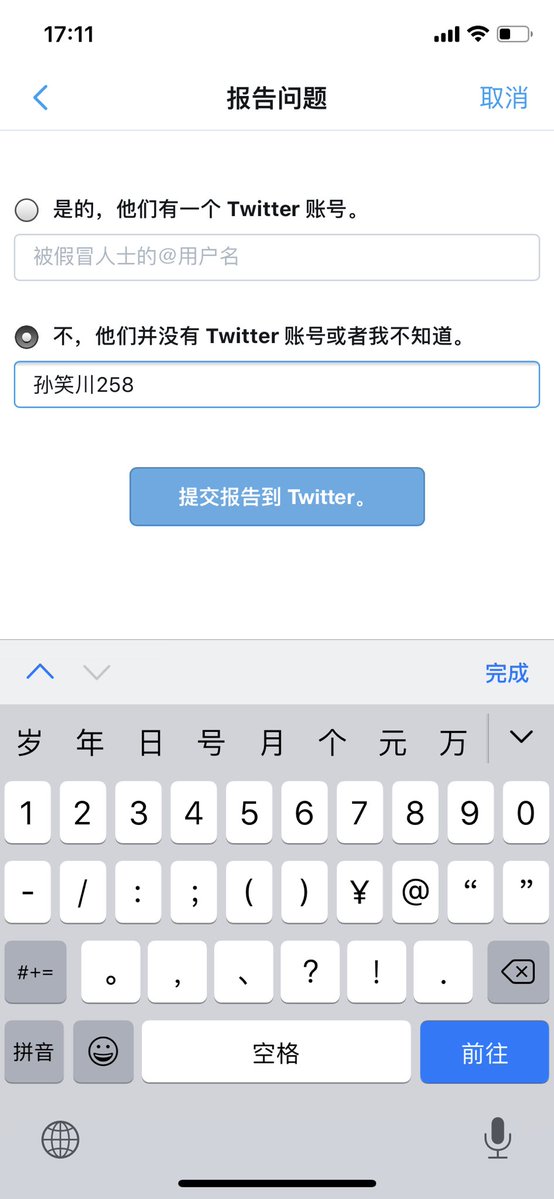 17:11
报告问题 取消
是的，他们有一个 Twitter 账号。
被假冒人士的@用户名
不，他们并没有 Twitter 账号或者我不知道。
孙笑川258
提交报告到 Twitter。
完成
岁 年 日 号 月 个 元 万
1 2 3 4 5 6 7 8 9 0
- / : ; ( ) ¥ @ “ ”
#+= 。 , 、 ? ! .
拼音 空格 前往